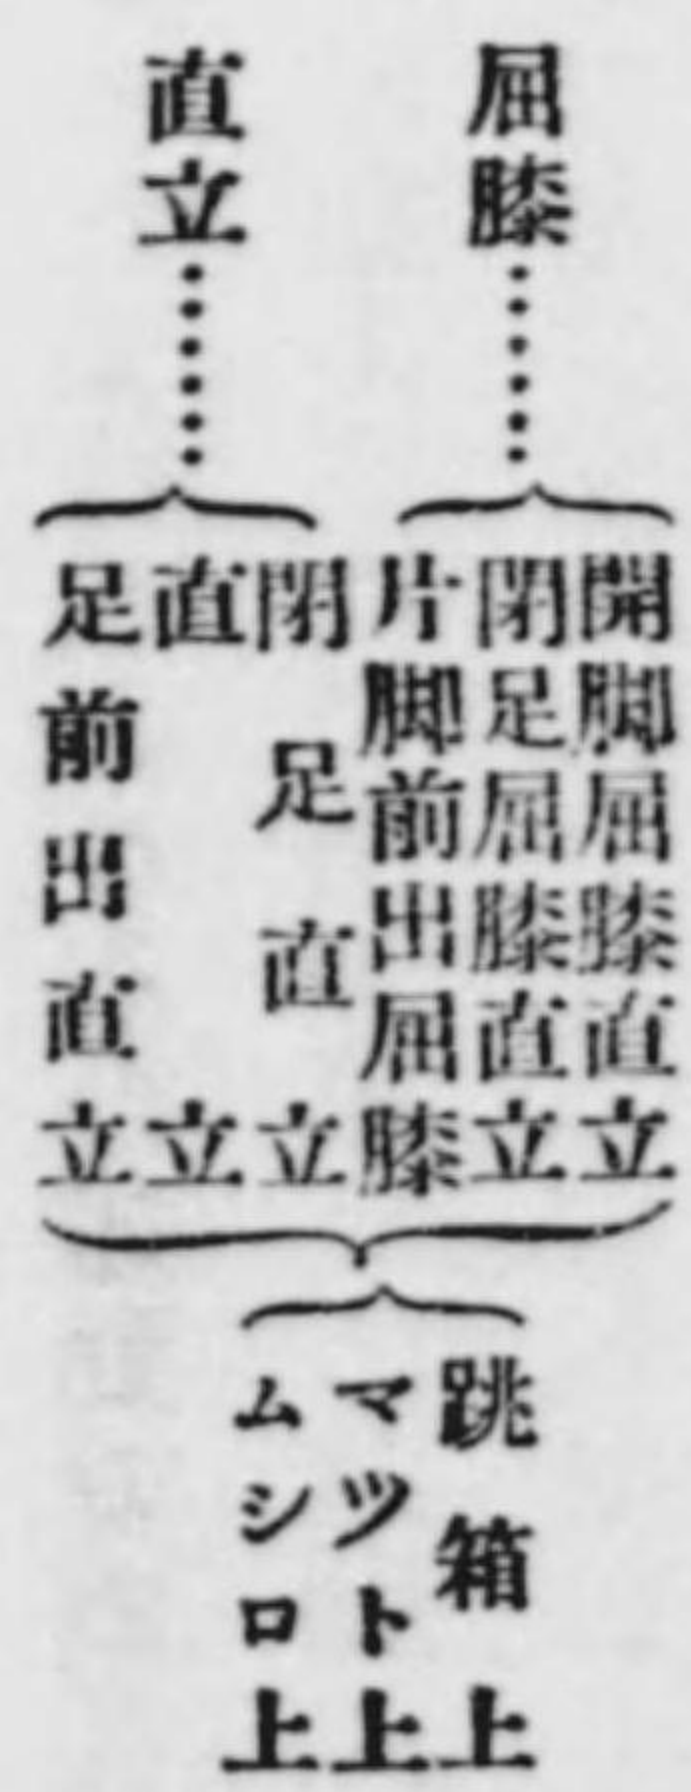 屈膝……
開脚屈膝直立
閉足屈膝直立
片脚前出屈膝
直立……
閉足直立
直立
足前出直立
跳箱上
マツト上
ムシロ上